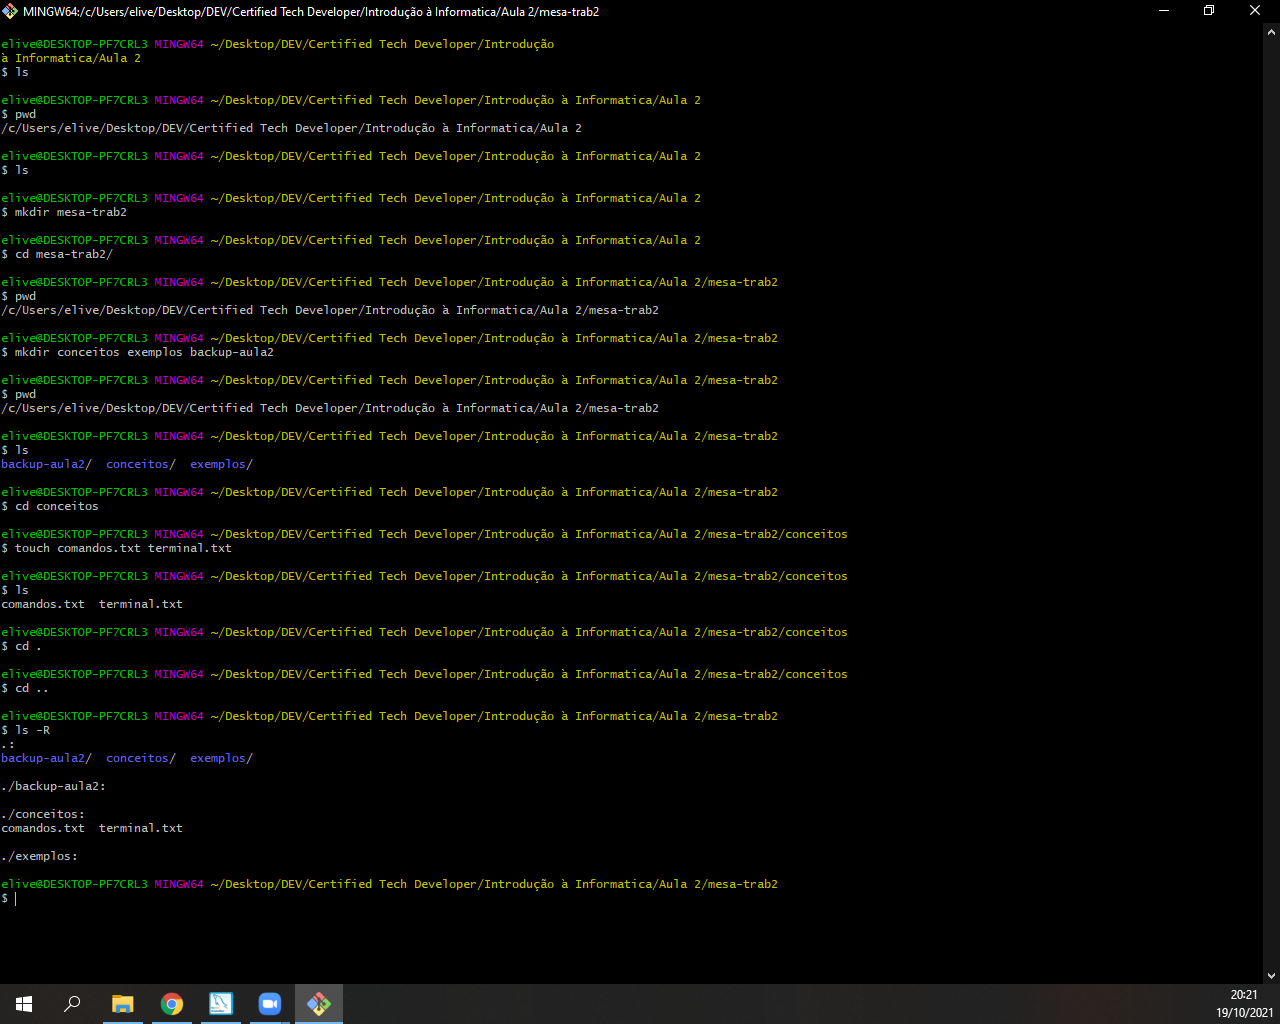 MINGW64:/c/Users/elive/Desktop/DEV/Certified Tech Developer/Introdução à Informatica/Aula 2/mesa-trab2
elive@DESKTOP-PF7CRL3 MINGW64 ~/Desktop/DEV/Certified Tech Developer/Introdução
à Informatica/Aula 2
$ ls
elive@DESKTOP-PF7CRL3 MINGW64 ~/Desktop/DEV/Certified Tech Developer/Introdução à Informatica/Aula 2
$ pwd
/c/Users/elive/Desktop/DEV/Certified Tech Developer/Introdução à Informatica/Aula 2
elive@DESKTOP-PF7CRL3 MINGW64 ~/Desktop/DEV/Certified Tech Developer/Introdução à Informatica/Aula 2
$ ls
elive@DESKTOP-PF7CRL3 MINGW64 ~/Desktop/DEV/Certified Tech Developer/Introdução à Informatica/Aula 2
$ mkdir mesa-trab2
elive@DESKTOP-PF7CRL3 MINGW64 ~/Desktop/DEV/Certified Tech Developer/Introdução à Informatica/Aula 2
$ cd mesa-trab2/
elive@DESKTOP-PF7CRL3 MINGW64 ~/Desktop/DEV/Certified Tech Developer/Introdução à Informatica/Aula 2/mesa-trab2
$ pwd
/c/Users/elive/Desktop/DEV/Certified Tech Developer/Introdução à Informatica/Aula 2/mesa-trab2
elive@DESKTOP-PF7CRL3 MINGW64 ~/Desktop/DEV/Certified Tech Developer/Introdução à Informatica/Aula 2/mesa-trab2
$ mkdir conceitos exemplos backup-aula2
elive@DESKTOP-PF7CRL3 MINGW64 ~/Desktop/DEV/Certified Tech Developer/Introdução à Informatica/Aula 2/mesa-trab2
$ pwd
/c/Users/elive/Desktop/DEV/Certified Tech Developer/Introdução à Informatica/Aula 2/mesa-trab2
elive@DESKTOP-PF7CRL3 MINGW64 ~/Desktop/DEV/Certified Tech Developer/Introdução à Informatica/Aula 2/mesa-trab2
$ ls
backup-aula2/  conceitos/  exemplos/
elive@DESKTOP-PF7CRL3 MINGW64 ~/Desktop/DEV/Certified Tech Developer/Introdução à Informatica/Aula 2/mesa-trab2
$ cd conceitos
elive@DESKTOP-PF7CRL3 MINGW64 ~/Desktop/DEV/Certified Tech Developer/Introdução à Informatica/Aula 2/mesa-trab2/conceitos
$ touch comandos.txt terminal.txt
elive@DESKTOP-PF7CRL3 MINGW64 ~/Desktop/DEV/Certified Tech Developer/Introdução à Informatica/Aula 2/mesa-trab2/conceitos
$ ls
comandos.txt  terminal.txt
elive@DESKTOP-PF7CRL3 MINGW64 ~/Desktop/DEV/Certified Tech Developer/Introdução à Informatica/Aula 2/mesa-trab2/conceitos
$ cd .
elive@DESKTOP-PF7CRL3 MINGW64 ~/Desktop/DEV/Certified Tech Developer/Introdução à Informatica/Aula 2/mesa-trab2/conceitos
$ cd ..
elive@DESKTOP-PF7CRL3 MINGW64 ~/Desktop/DEV/Certified Tech Developer/Introdução à Informatica/Aula 2/mesa-trab2
$ ls -R
.:
backup-aula2/  conceitos/  exemplos/
./backup-aula2:
./conceitos:
comandos.txt  terminal.txt
./exemplos:
elive@DESKTOP-PF7CRL3 MINGW64 ~/Desktop/DEV/Certified Tech Developer/Introdução à Informatica/Aula 2/mesa-trab2
$
20:21
19/10/2021